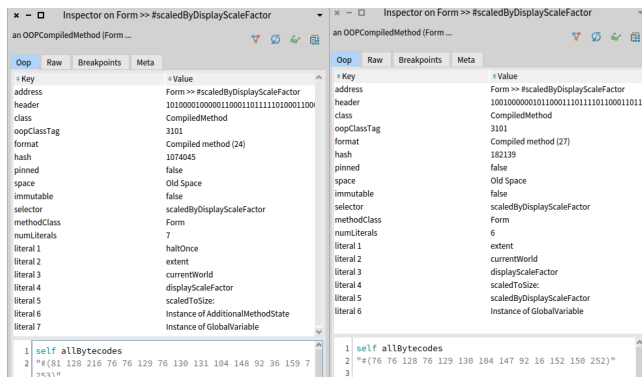 Inspector on Form >> #scaledByDisplayScaleFactor
an OOPCompiledMethod (Form ...
Oop Raw Breakpoints Meta
Key Value
address Form >> #scaledByDisplayScaleFactor
header
class CompiledMethod
oopClassTag 3101
format Compiled method (24)
hash 1074045
pinned false
space Old Space
immutable false
selector scaledByDisplayScaleFactor
methodClass Form
numLiterals 7
literal 1 haltOnce
literal 2 extent
literal 3 currentWorld
literal 4 displayScaleFactor
literal 5 scaledToSize:
literal 6 Instance of AdditionalMethodState
literal 7 Instance of GlobalVariable
1 self allBytecodes
2 "#(81 128 216 76 76 129 76 130 131 104 148 92 36 159 7
253)"
Inspector on Form >> #scaledByDisplayScaleFactor
an OOPCompiledMethod (Form ...
Oop Raw Breakpoints Meta
Key Value
address Form >> #scaledByDisplayScaleFactor
header
class CompiledMethod
oopClassTag 3101
format Compiled method (27)
hash 182139
pinned false
space Old Space
immutable false
selector scaledByDisplayScaleFactor
methodClass Form
numLiterals 6
literal 1 extent
literal 2 currentWorld
literal 3 displayScaleFactor
literal 4 scaledToSize:
literal 5 scaledByDisplayScaleFactor
literal 6 Instance of GlobalVariable
1 self allBytecodes
2 "#(76 76 128 76 129 130 104 147 92 16 152 150 252)"
3